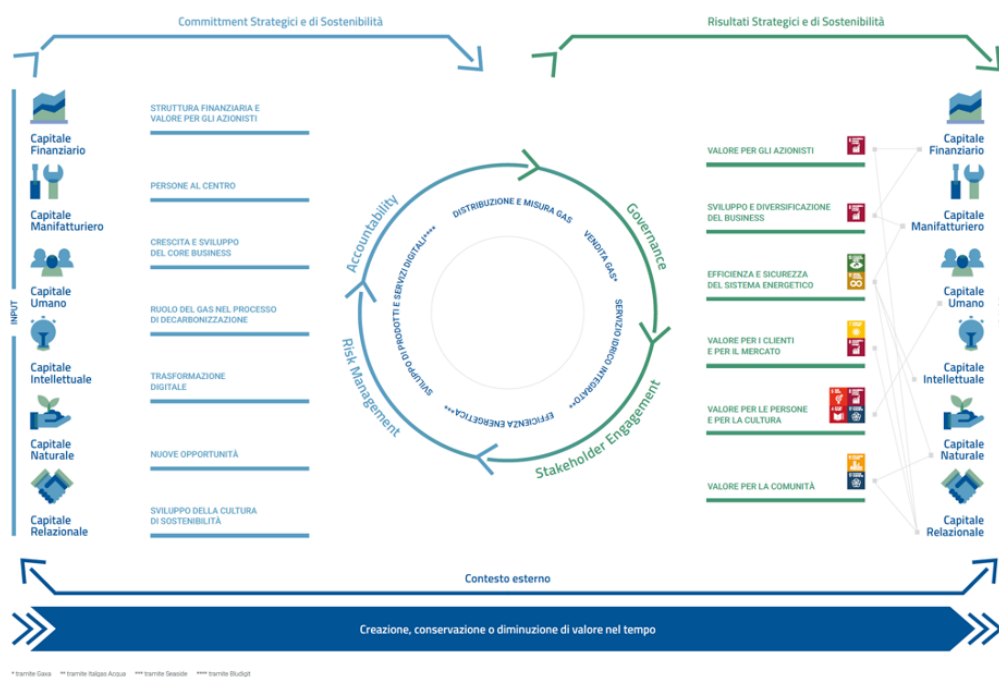 Committment Strategici e di Sostenibilità
Risultati Strategici e di Sostenibilità
INPUT
Capitale
Finanziario
Capitale
Manifatturiero
Capitale
Umano
Capitale
Intellettuale
Capitale
Naturale
Capitale
Relazionale
STRUTTURA FINANZIARIA E
VALORE PER GLI AZIONISTI
PERSONE AL CENTRO
CRESCITA E SVILUPPO
DEL CORE BUSINESS
RUOLO DEL GAS NEL PROCESSO
DI DECARBONIZZAZIONE
TRASFORMAZIONE
DIGITALE
NUOVE OPPORTUNITÀ
SVILUPPO DELLA CULTURA
DI SOSTENIBILITÀ
Accountability
Governance
Stakeholder Engagement
Risk Management
DISTRIBUZIONE E MISURA GAS
VENDITA GAS*
SERVIZIO IDRICO INTEGRATO**
EFFICIENZA ENERGETICA***
SVILUPPO DI PRODOTTI E SERVIZI DIGITALI****
VALORE PER GLI AZIONISTI
SVILUPPO E DIVERSIFICAZIONE
DEL BUSINESS
EFFICIENZA E SICUREZZA
DEL SISTEMA ENERGETICO
VALORE PER I CLIENTI
E PER IL MERCATO
VALORE PER LE PERSONE
E PER LA CULTURA
VALORE PER LA COMUNITÀ
Capitale
Finanziario
Capitale
Manifatturiero
Capitale
Umano
Capitale
Intellettuale
Capitale
Naturale
Capitale
Relazionale
Contesto esterno
Creazione, conservazione o diminuzione di valore nel tempo
* tramite Gaxa ** tramite Italgas Acqua *** tramite Seaside **** tramite Bludigit